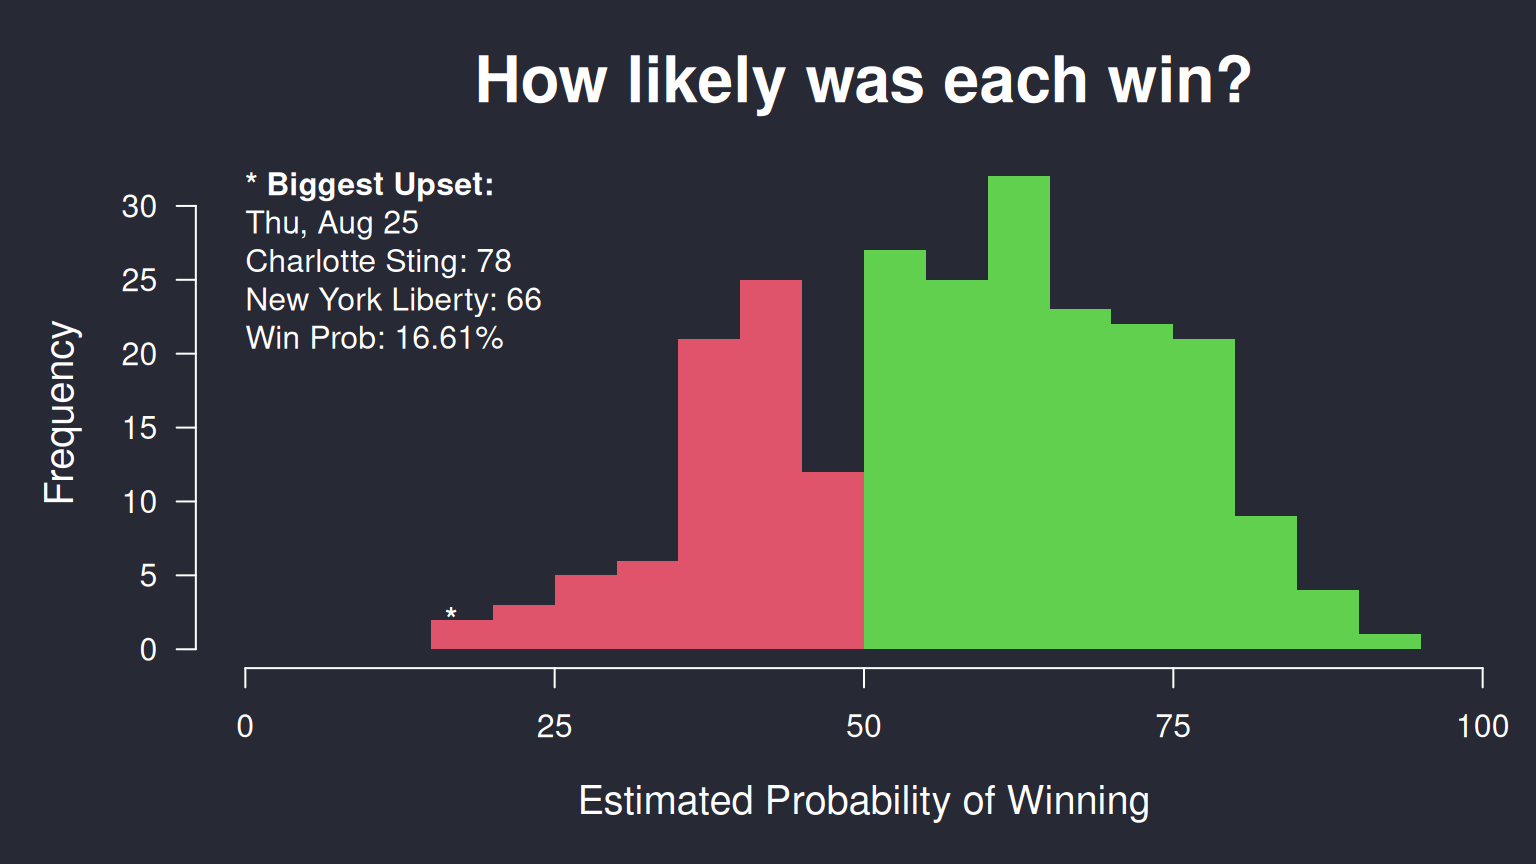 How likely was each win?
* Biggest Upset:
Thu, Aug 25
Charlotte Sting: 78
New York Liberty: 66
Win Prob: 16.61%
Frequency
30
25
20
15
10
5
0
*
0 25 50 75 100
Estimated Probability of Winning